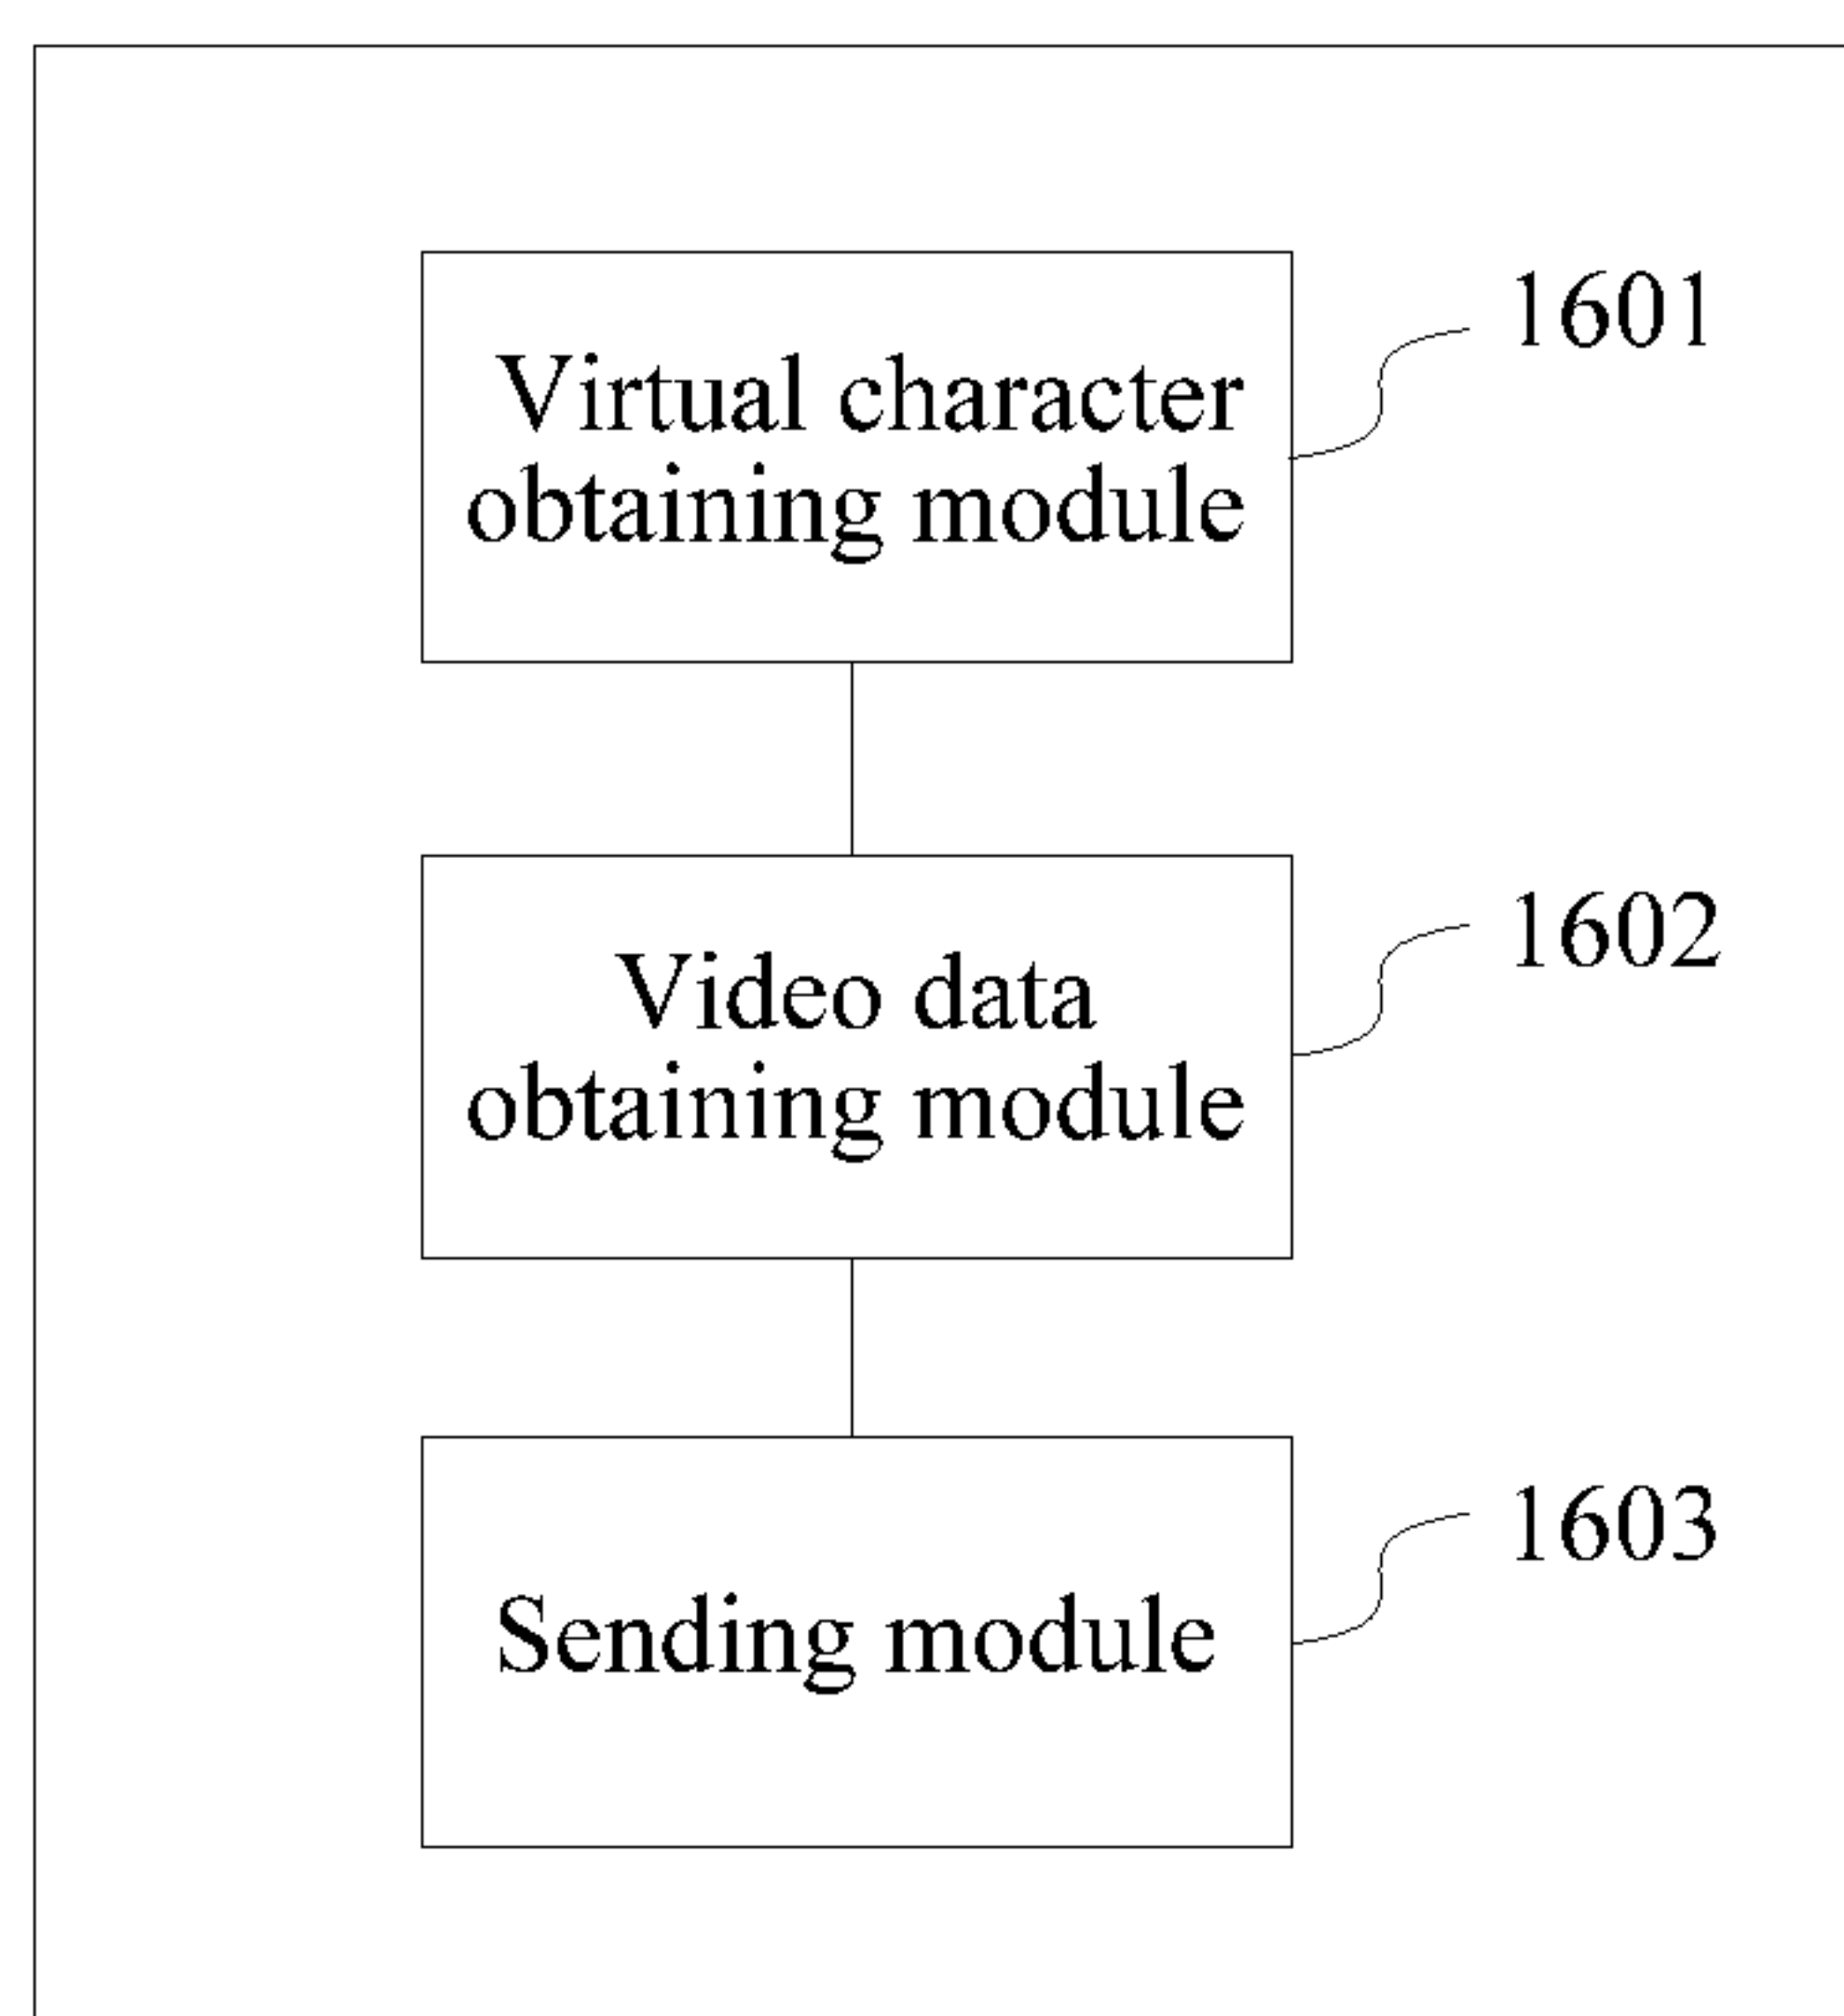 Virtual character
obtaining module
1601
Video data
obtaining module
1602
Sending module
1603